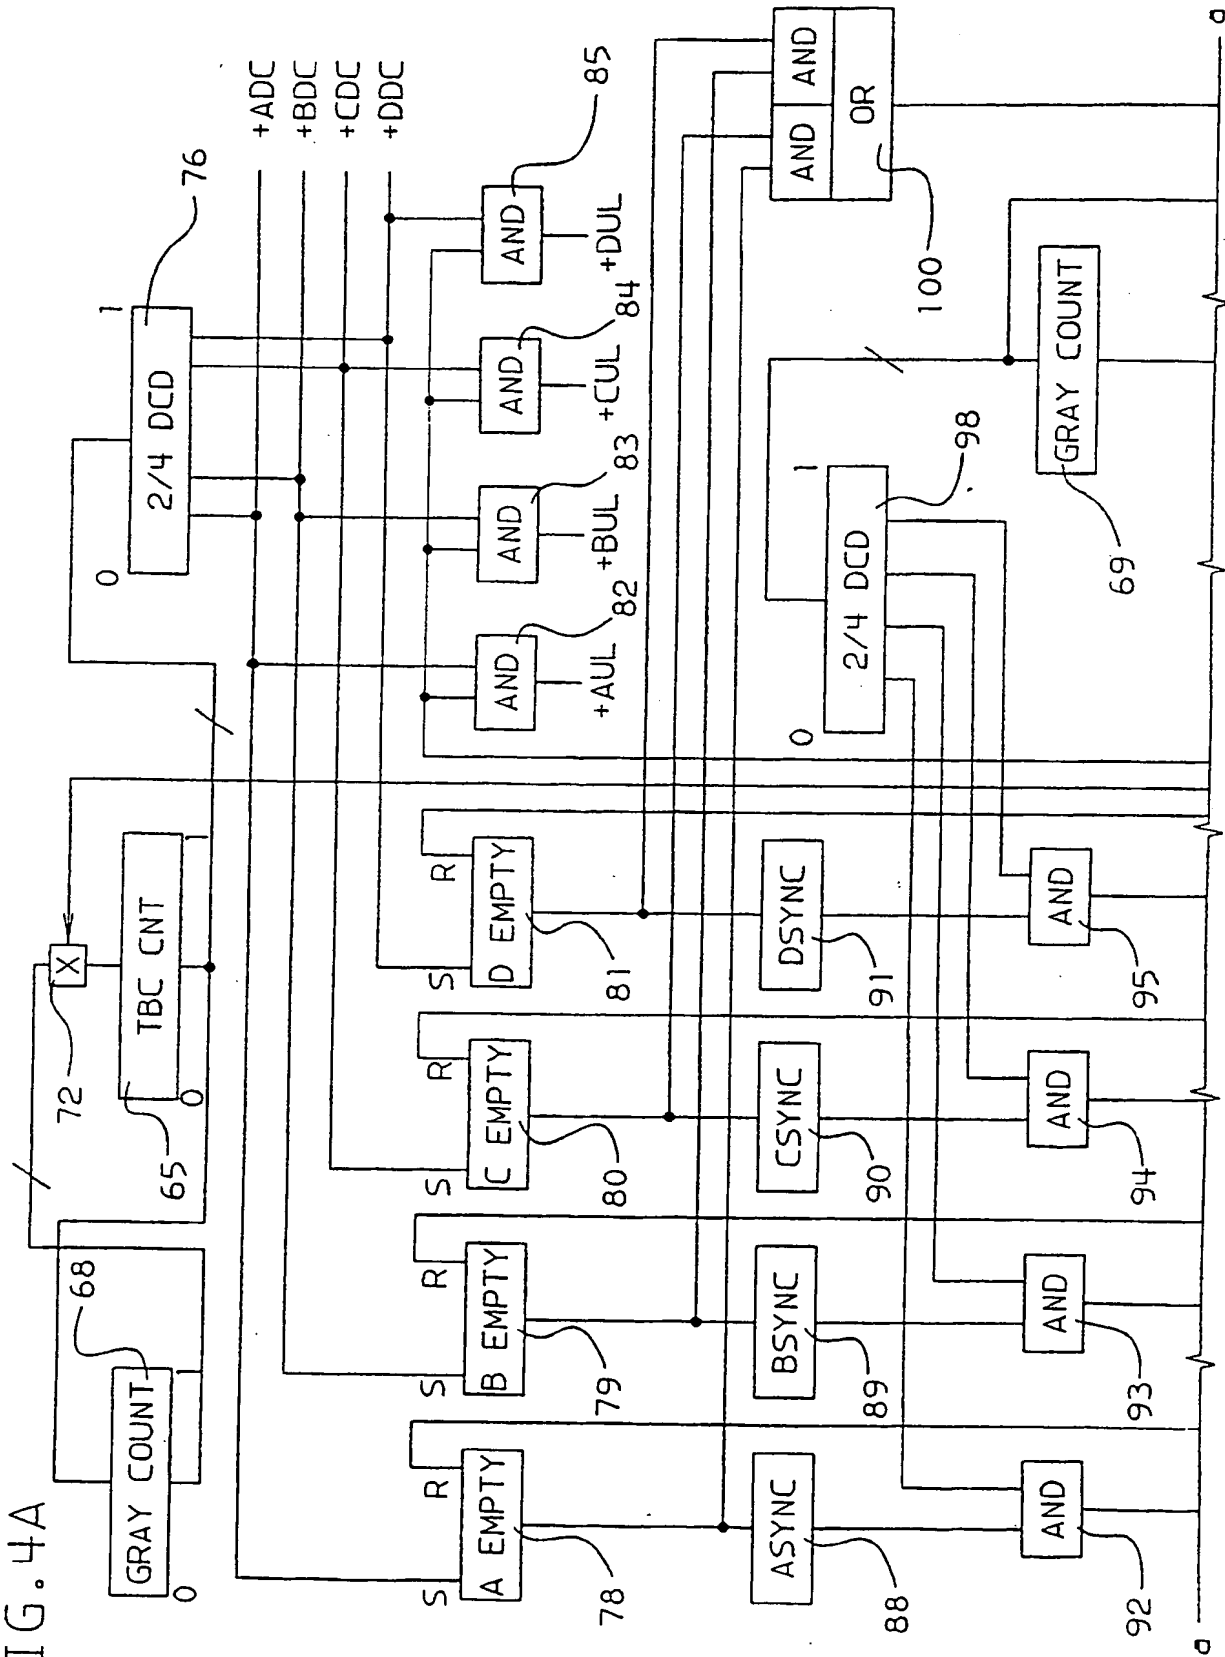 IG. 4A
GRAY COUNT
0
1
68
72
X
TBC CNT
0
1
65
0
2/4 DCD
1
76
+ADC
+BDC
+CDC
+DDC
S
A EMPTY
R
78
S
B EMPTY
R
79
S
C EMPTY
R
80
S
D EMPTY
R
81
AND
82
+AUL
AND
83
+BUL
AND
84
+CUL
AND
85
+DUL
ASYNC
88
BSYNC
89
CSYNC
90
DSYNC
91
0
2/4 DCD
1
98
AND
AND
OR
100
AND
92
AND
93
AND
94
AND
95
GRAY COUNT
69
a
a